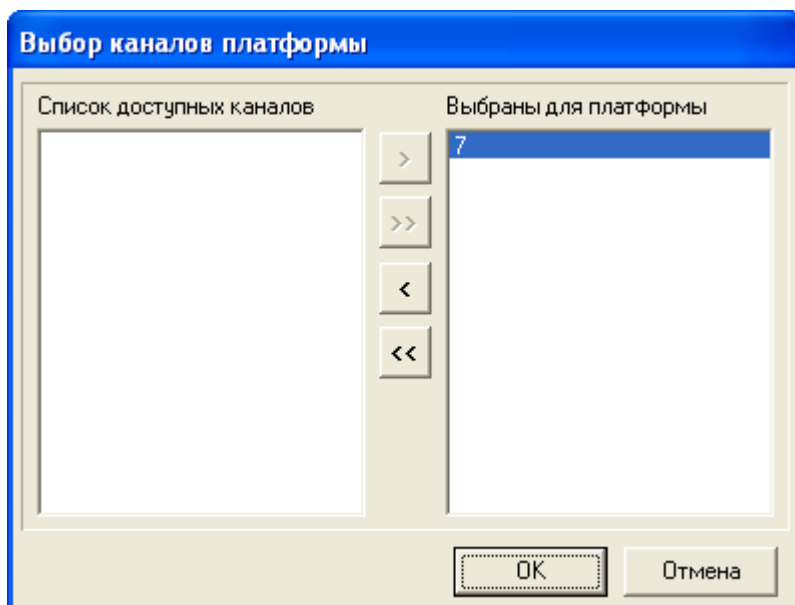 Выбор каналов платформы
Список доступных каналов
Выбраны для платформы
7
>
>>
<
<<
OK
Отмена